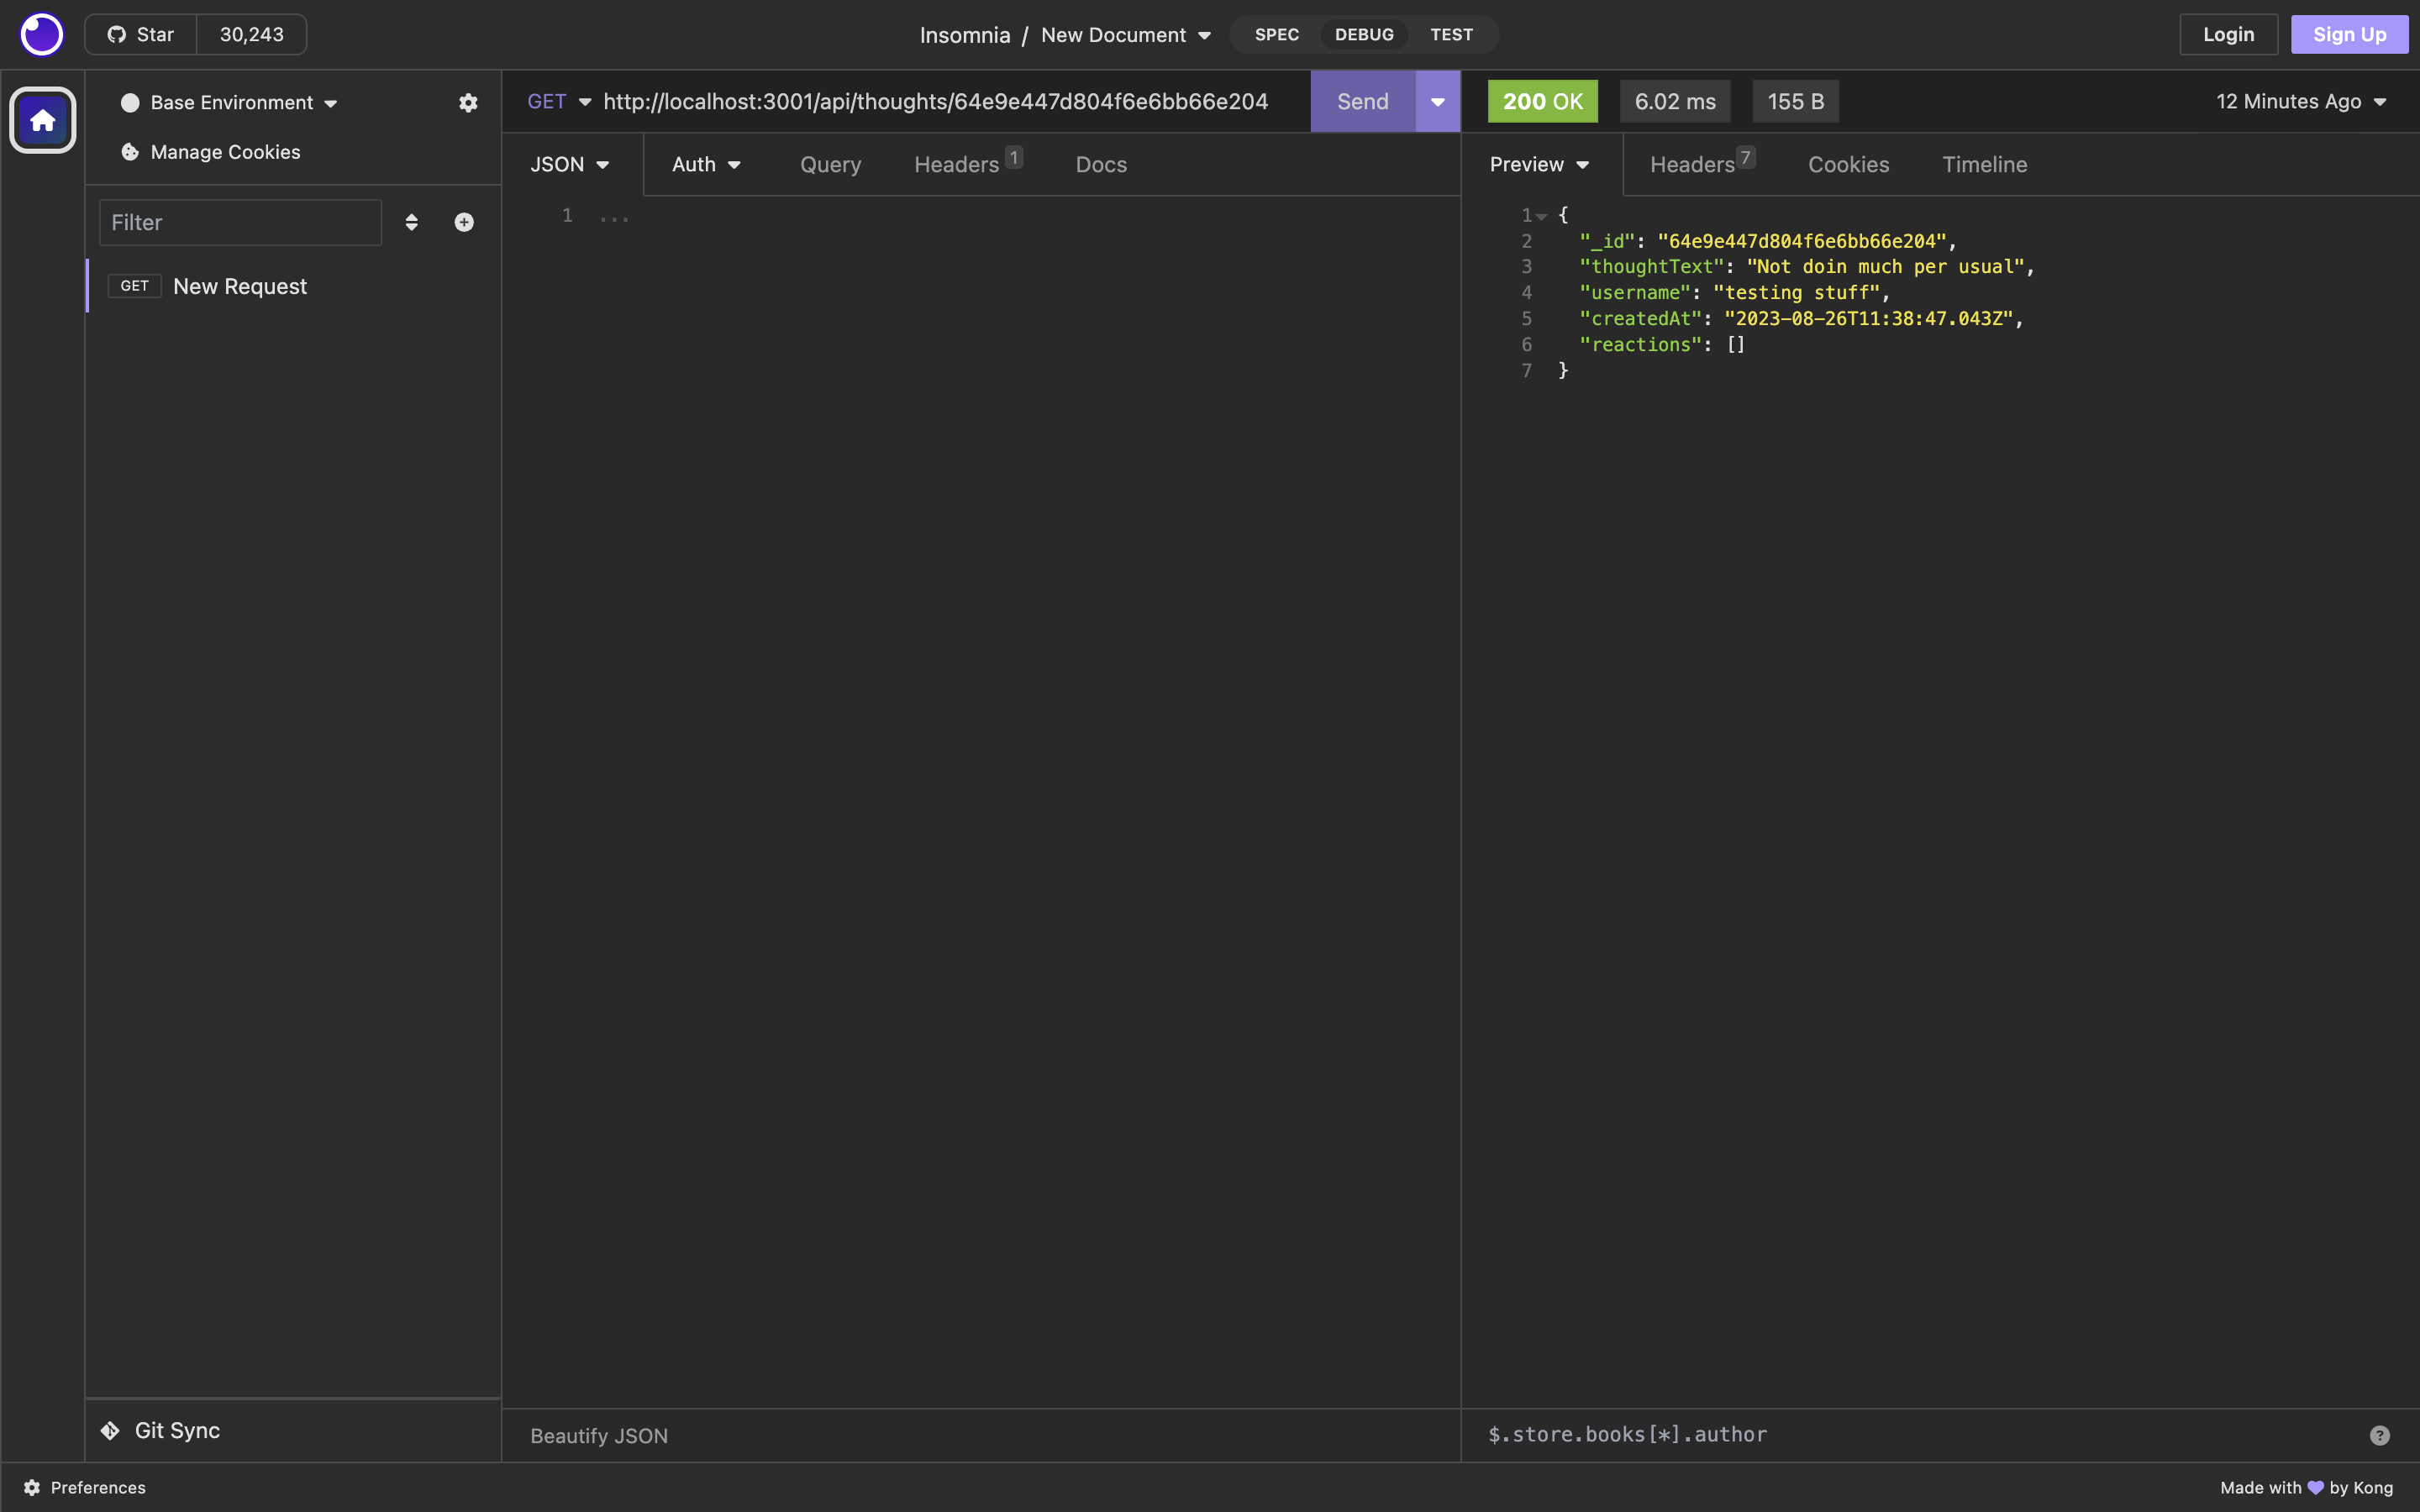 Star 30,243 Insomnia / New Document SPEC DEBUG TEST Login Sign Up
Base Environment
Manage Cookies
Filter
GET New Request
Git Sync
GET http://localhost:3001/api/thoughts/64e9e447d804f6e6bb66e204 Send
JSON Auth Query Headers 1 Docs
1 ...
Beautify JSON
200 OK 6.02 ms 155 B 12 Minutes Ago
Preview Headers 7 Cookies Timeline
1 {
2 "_id": "64e9e447d804f6e6bb66e204",
3 "thoughtText": "Not doin much per usual",
4 "username": "testing stuff",
5 "createdAt": "2023-08-26T11:38:47.043Z",
6 "reactions": []
7 }
$.store.books[*].author ?
Preferences Made with 💜 by Kong